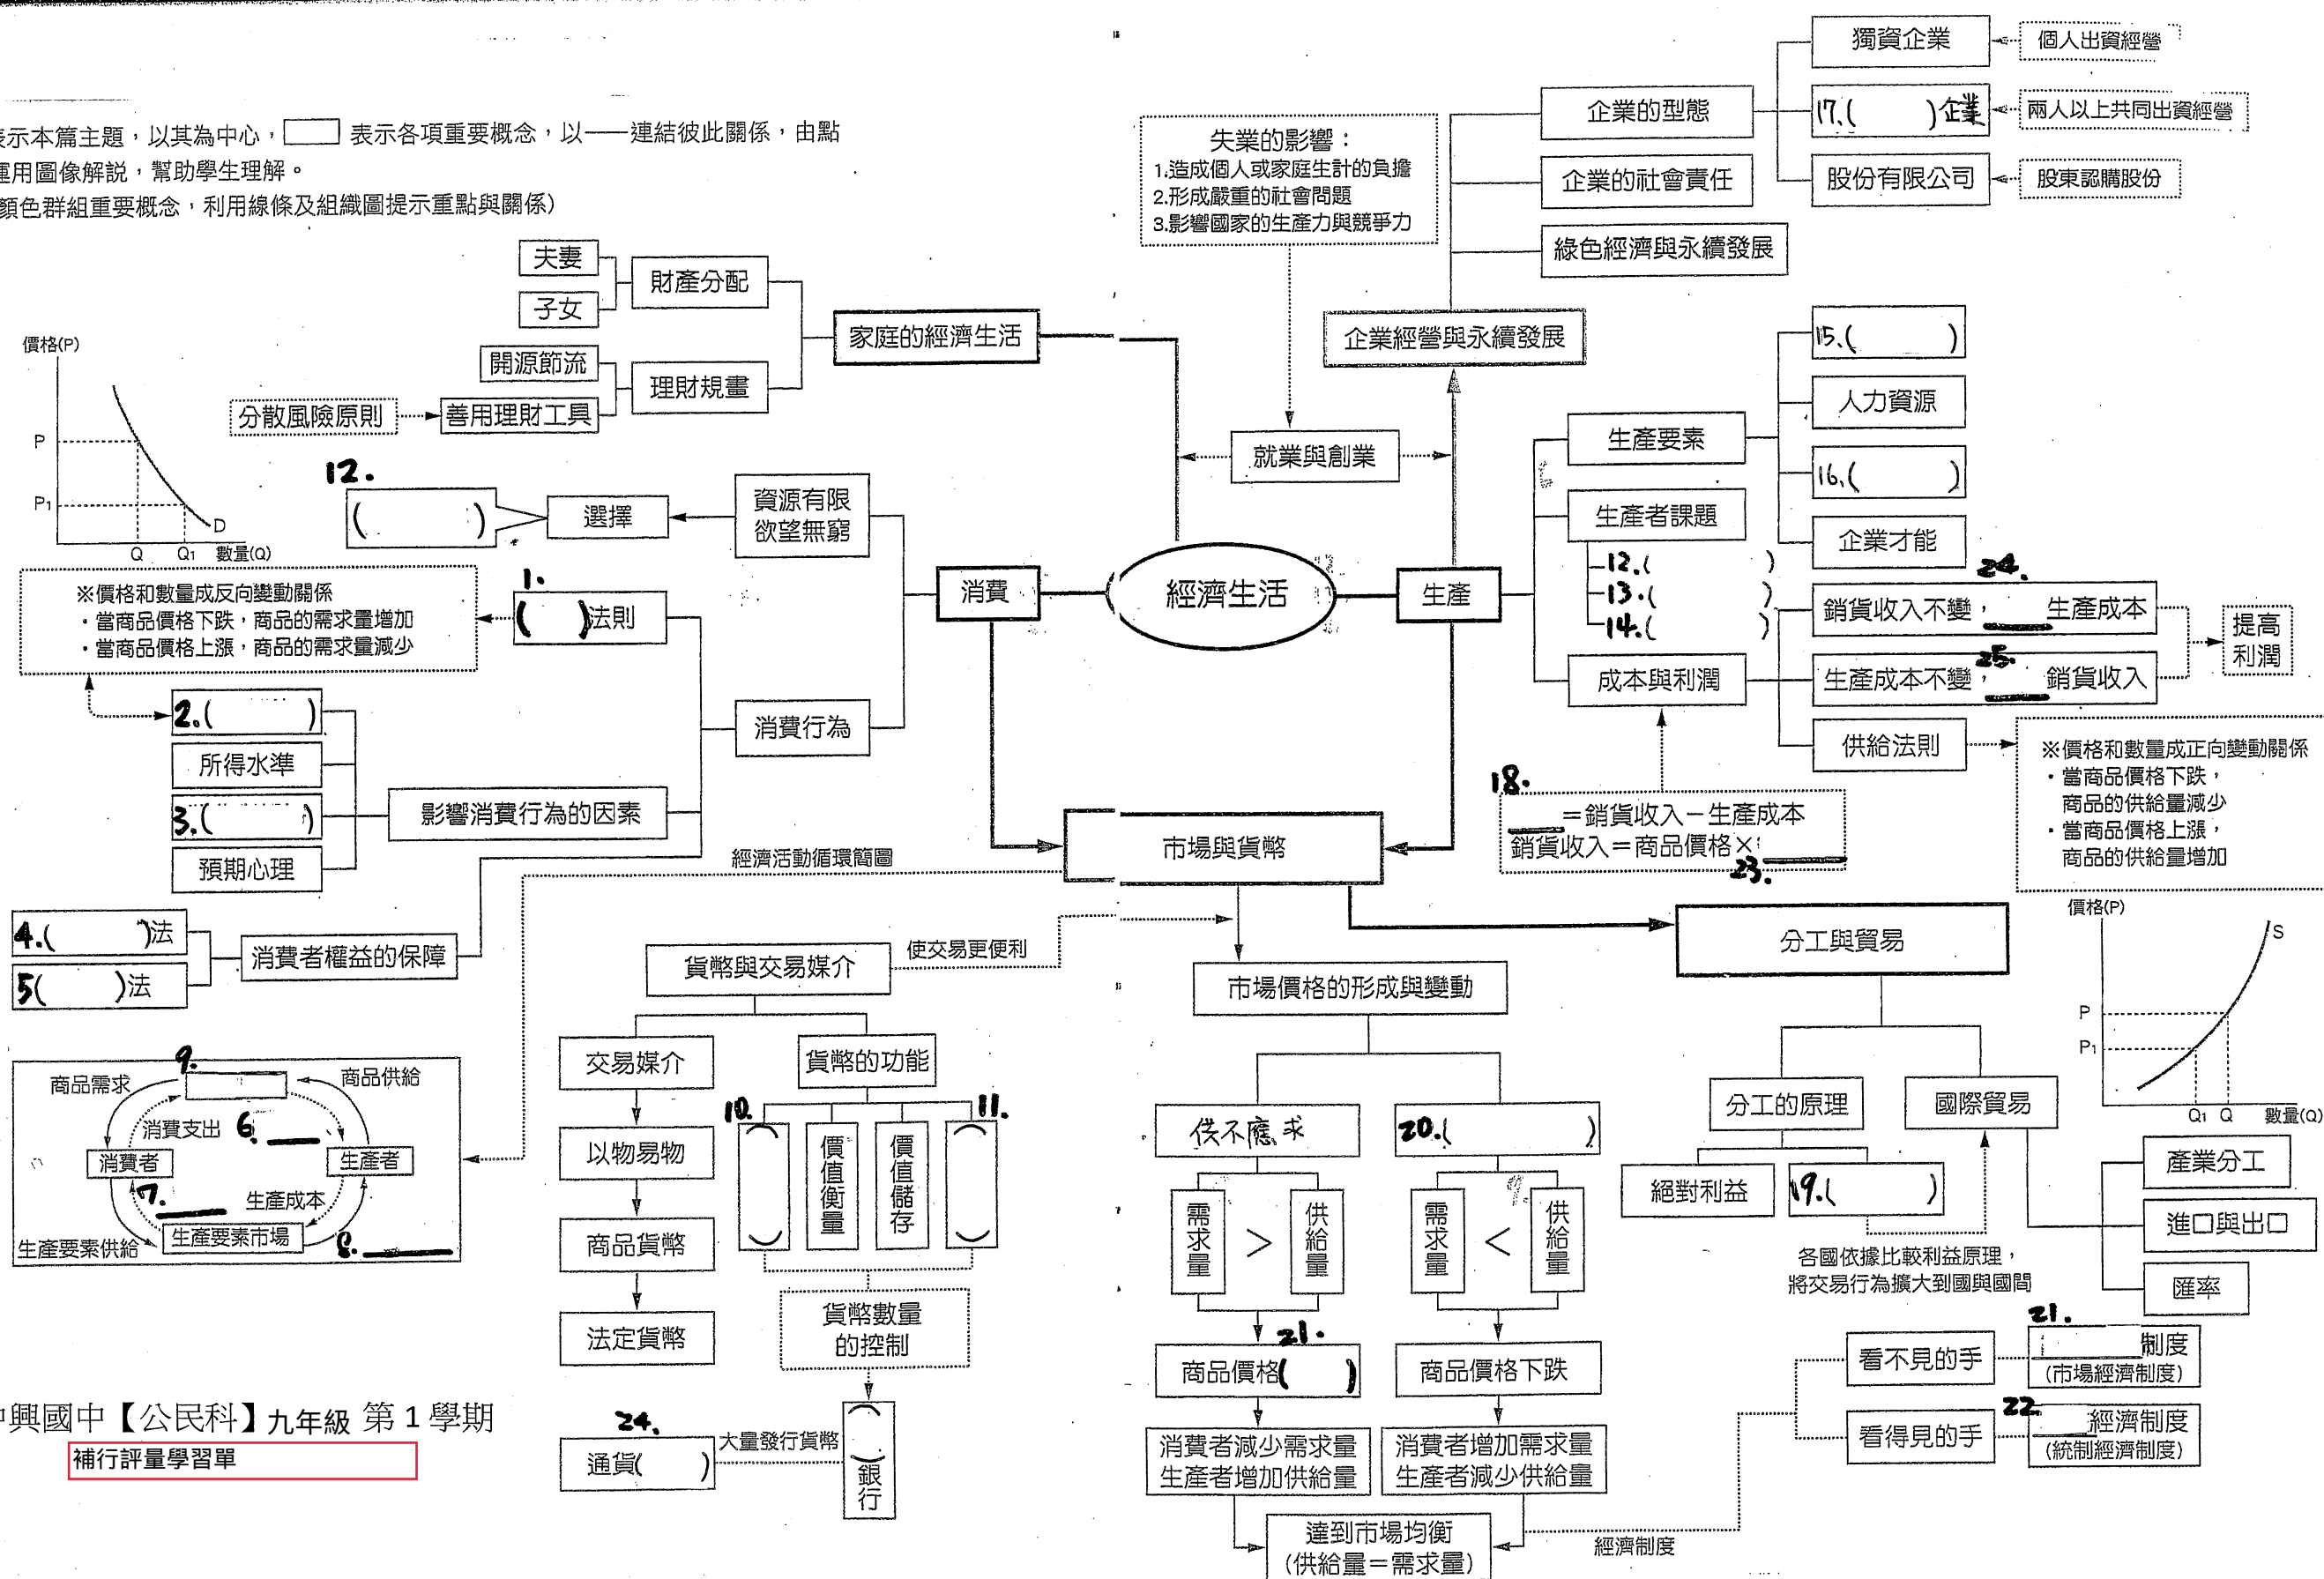 表示本篇主題，以其為中心，　　表示各項重要概念，以——連結彼此關係，由點
運用圖像解說，幫助學生理解。
顏色群組重要概念，利用線條及組織圖提示重點與關係）
夫妻
子女
財產分配
開源節流
善用理財工具
分散風險原則
理財規畫
家庭的經濟生活
價格(P)
P
P1
D
Q
Q1
數量(Q)
12.
(　　)
選擇
資源有限
欲望無窮
※價格和數量成反向變動關係
・當商品價格下跌，商品的需求量增加
・當商品價格上漲，商品的需求量減少
1.
(　　)法則
消費
2.(　　)
所得水準
3.(　　)
預期心理
影響消費行為的因素
消費行為
4.(　　)法
5(　　)法
消費者權益的保障
經濟活動循環簡圖
9.
商品需求
商品供給
消費支出
6.
消費者
生產者
7.
生產成本
生產要素供給
生產要素市場
8.
貨幣與交易媒介
使交易更便利
交易媒介
以物易物
商品貨幣
法定貨幣
貨幣的功能
10.
(　　)
價值衡量
價值儲存
11.
(　　)
貨幣數量
的控制
24.
通貨(　　)
大量發行貨幣
(　　)銀行
中興國中【公民科】九年級 第 1 學期
補行評量學習單
經濟生活
失業的影響：
1.造成個人或家庭生計的負擔
2.形成嚴重的社會問題
3.影響國家的生產力與競爭力
就業與創業
企業經營與永續發展
企業的型態
企業的社會責任
綠色經濟與永續發展
獨資企業
個人出資經營
17.(　　)企業
兩人以上共同出資經營
股份有限公司
股東認購股份
生產
生產要素
15.(　　)
人力資源
16.(　　)
企業才能
生產者課題
12.(　　)
13.(　　)
14.(　　)
成本與利潤
24.
銷貨收入不變，　　生產成本
25.
生產成本不變，　　銷貨收入
提高
利潤
供給法則
※價格和數量成正向變動關係
・當商品價格下跌，
商品的供給量減少
・當商品價格上漲，
商品的供給量增加
18.
　　＝銷貨收入－生產成本
銷貨收入＝商品價格×
23.
市場與貨幣
市場價格的形成與變動
供不應求
需求量
＞
供給量
21.
商品價格(　　)
消費者減少需求量
生產者增加供給量
20.(　　)
需求量
＜
供給量
商品價格下跌
消費者增加需求量
生產者減少供給量
達到市場均衡
(供給量＝需求量)
經濟制度
分工與貿易
分工的原理
絕對利益
19.(　　)
國際貿易
各國依據比較利益原理，
將交易行為擴大到國與國間
產業分工
進口與出口
匯率
價格(P)
S
P
P1
Q1
Q
數量(Q)
看不見的手
21.
　　制度
(市場經濟制度)
看得見的手
22
　　經濟制度
(統制經濟制度)